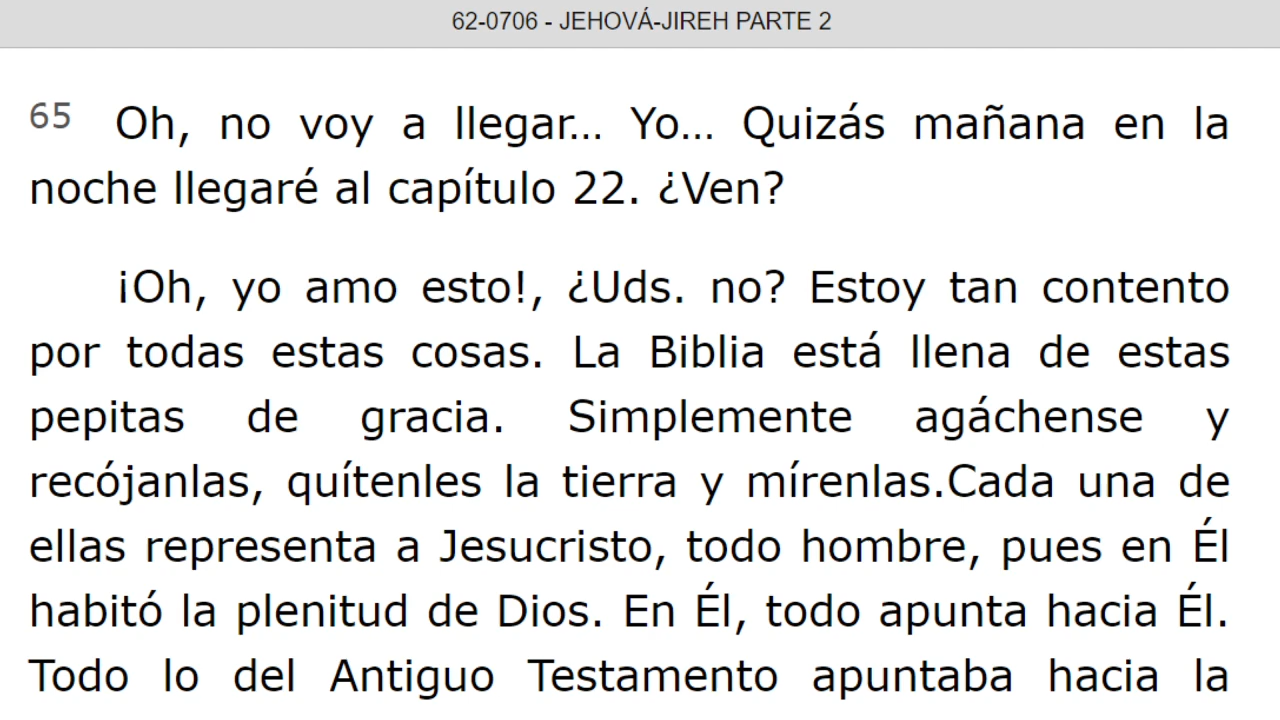 62-0706 - JEHOVÁ-JIREH PARTE 2
65 Oh, no voy a llegar... Yo... Quizás mañana en la
noche llegaré al capítulo 22. ¿Ven?
¡Oh, yo amo esto!, ¿Uds. no? Estoy tan contento
por todas estas cosas. La Biblia está llena de estas
pepitas de gracia. Simplemente agáchense y
recójanlas, quítenles la tierra y mírenlas.Cada una de
ellas representa a Jesucristo, todo hombre, pues en Él
habitó la plenitud de Dios. En Él, todo apunta hacia Él.
Todo lo del Antiguo Testamento apuntaba hacia la